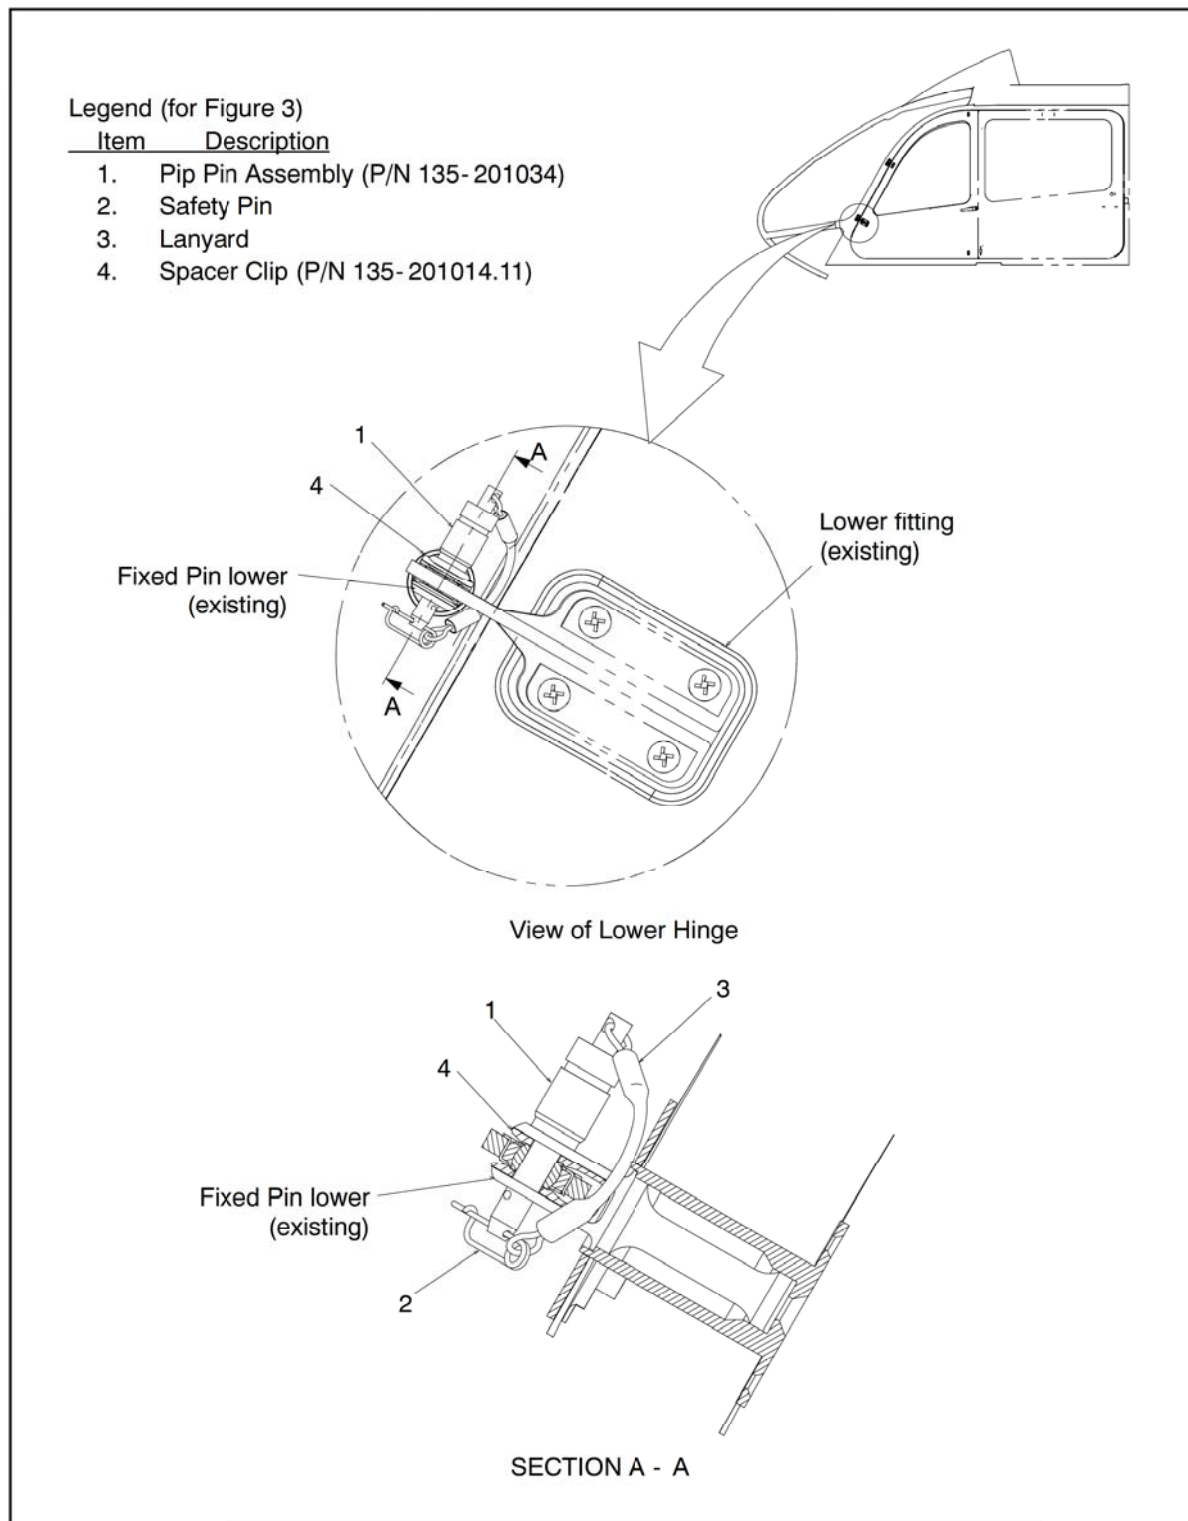 Legend (for Figure 3)
Item Description
1. Pip Pin Assembly (P/N 135-201034)
2. Safety Pin
3. Lanyard
4. Spacer Clip (P/N 135-201014.11)
1
A
4
Lower fitting
(existing)
Fixed Pin lower
(existing)
A
View of Lower Hinge
3
1
4
Fixed Pin lower
(existing)
2
SECTION A - A